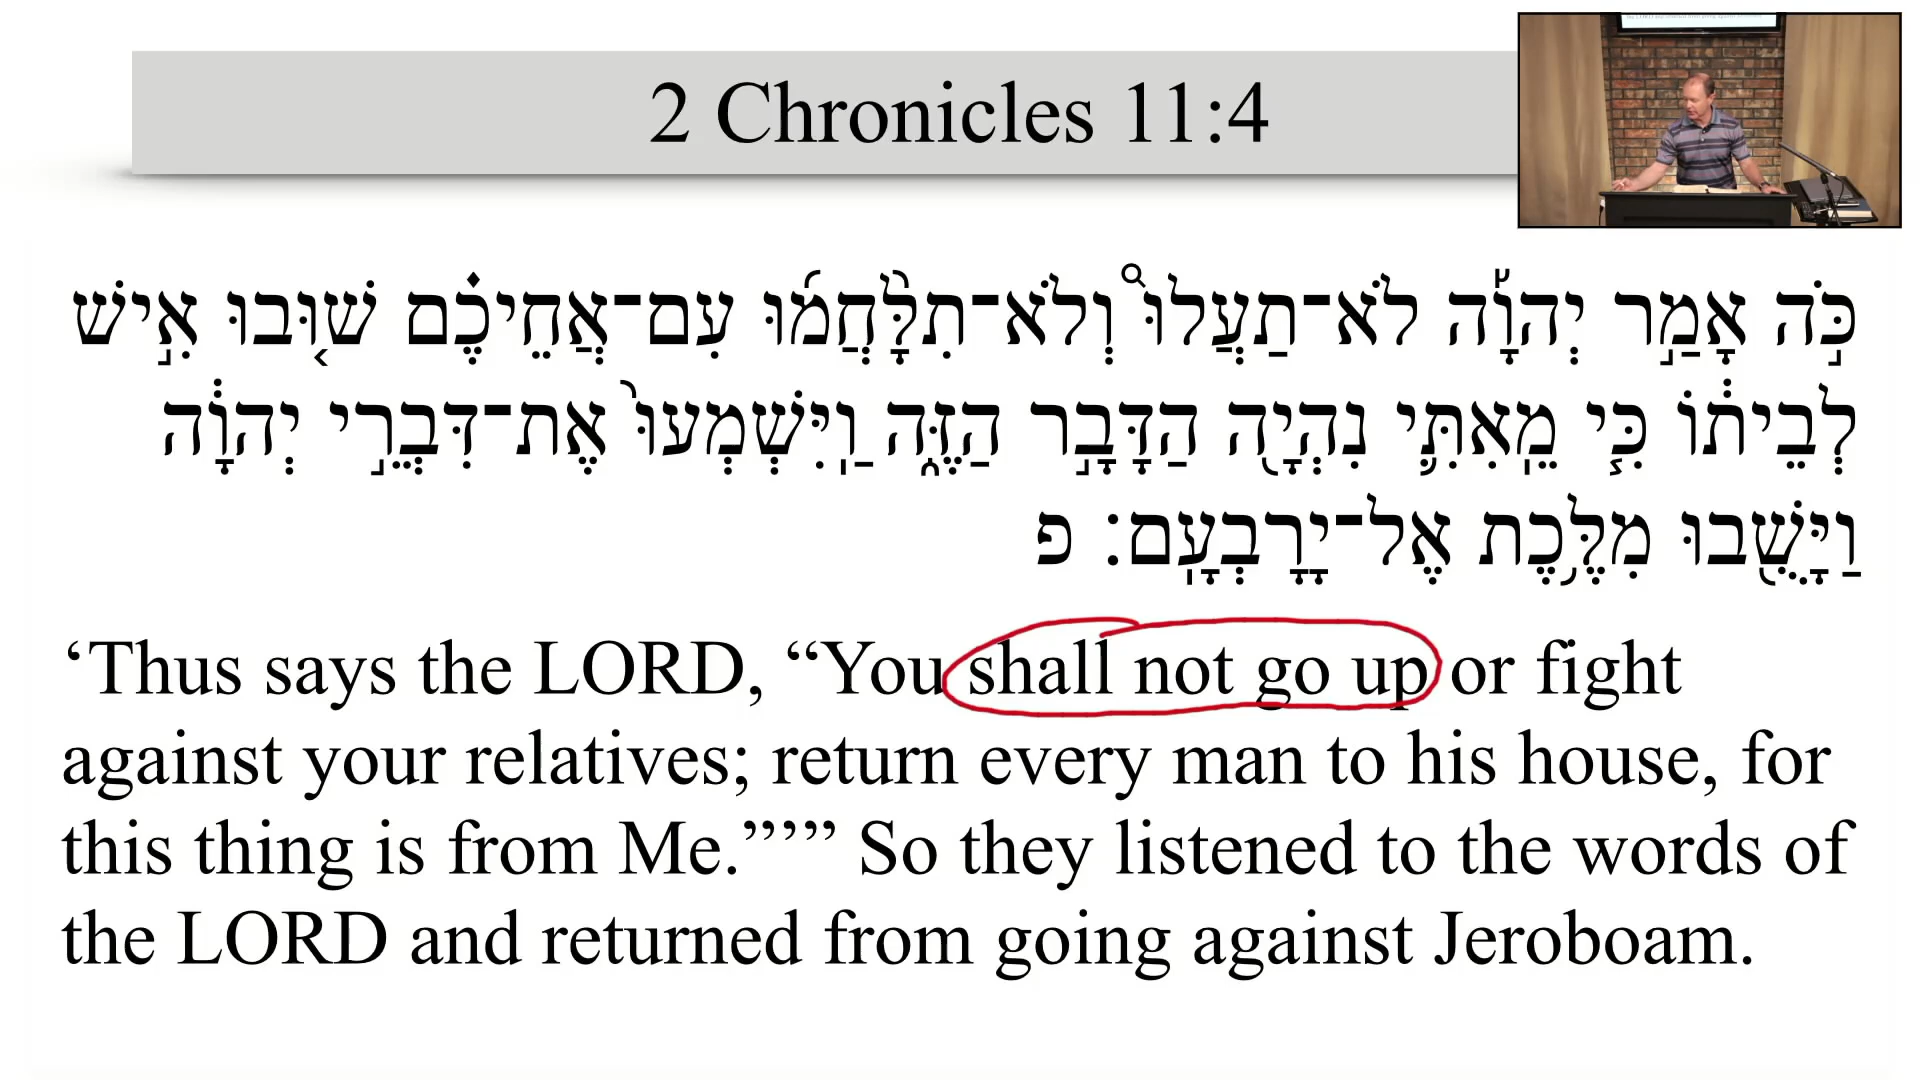 2 Chronicles 11:4
כֹּ֣ה אָמַ֣ר יְהוָ֡ה לֹא־תַעֲלוּ֩ וְלֹא־תִלָּ֨חֲמ֜וּ עִם־אֲחֵיכֶ֗ם שׁ֚וּבוּ אִ֣ישׁ
לְבֵית֔וֹ כִּ֧י מֵֽאִתִּ֛י נִהְיָ֖ה הַדָּבָ֣ר הַזֶּ֑ה וַֽיִּשְׁמְעוּ֙ אֶת־דִּבְרֵ֣י יְהוָ֔ה
וַיָּשֻׁ֖בוּ מִלֶּ֥כֶת אֶל־יָרָבְעָֽם׃ פ
‘Thus says the LORD, “You shall not go up or fight
against your relatives; return every man to his house, for
this thing is from Me.”’” So they listened to the words of
the LORD and returned from going against Jeroboam.